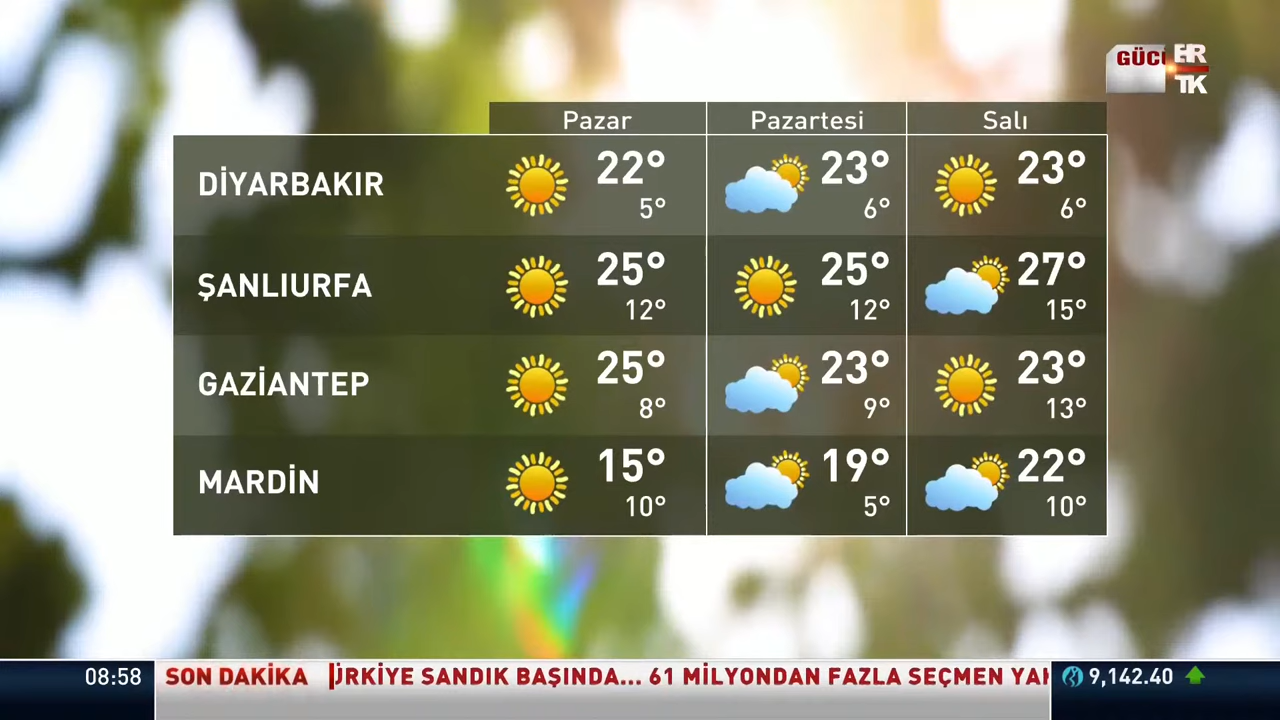 GÜCÜ
Pazar Pazartesi Salı
DİYARBAKIR 22° 23° 23°
5° 6° 6°
ŞANLIURFA 25° 25° 27°
12° 12° 15°
GAZİANTEP 25° 23° 23°
8° 9° 13°
MARDİN 15° 19° 22°
10° 5° 10°
08:58 SON DAKİKA ÜRKİYE SANDIK BAŞINDA... 61 MİLYONDAN FAZLA SEÇMEN 9,142.40